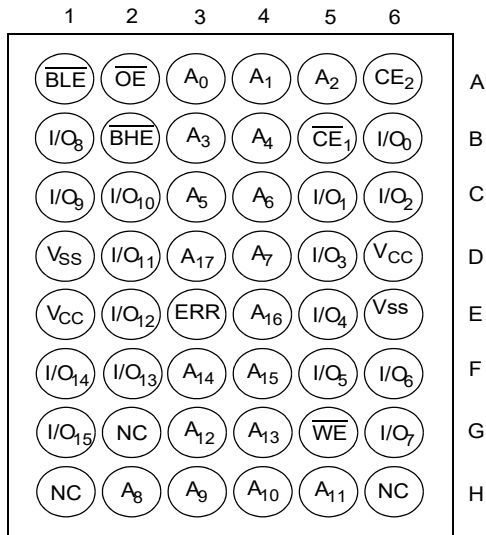 1 2 3 4 5 6
BLE OE A0 A1 A2 CE2 A
I/O8 BHE A3 A4 CE1 I/O0 B
I/O9 I/O10 A5 A6 I/O1 I/O2 C
VSS I/O11 A17 A7 I/O3 VCC D
VCC I/O12 ERR A16 I/O4 Vss E
I/O14 I/O13 A14 A15 I/O5 I/O6 F
I/O15 NC A12 A13 WE I/O7 G
NC A8 A9 A10 A11 NC H